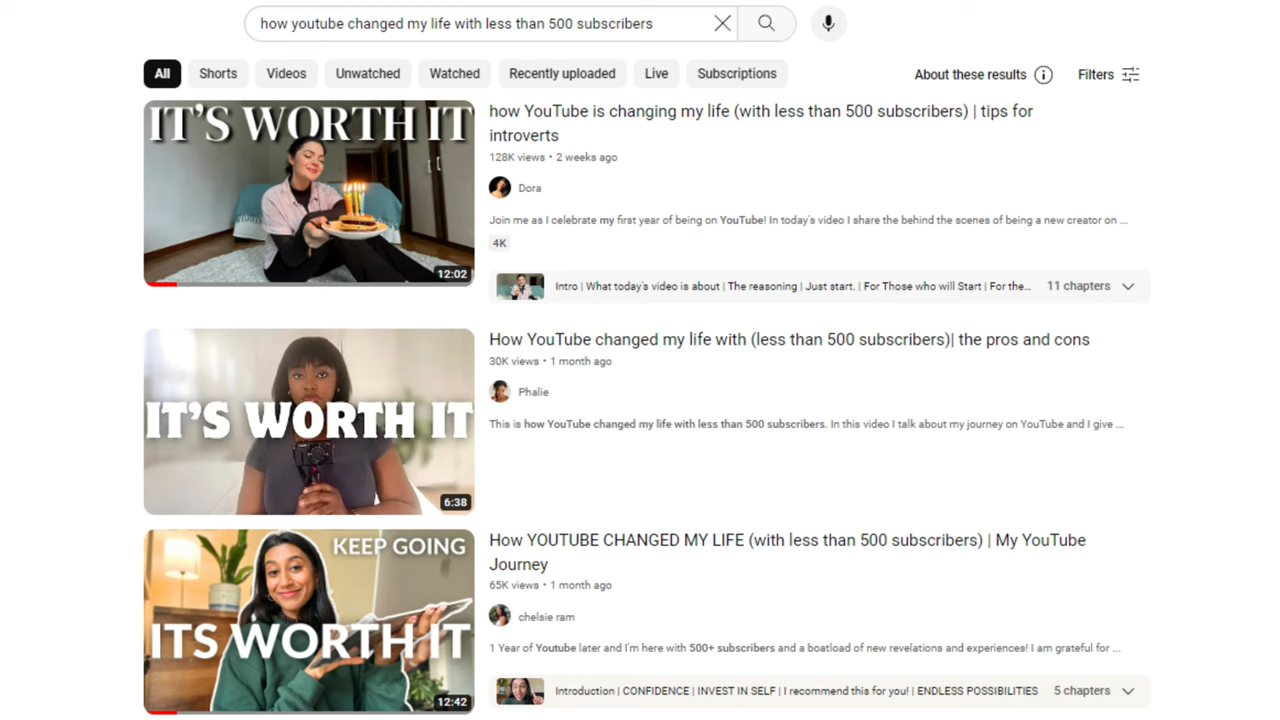 how youtube changed my life with less than 500 subscribers
All
Shorts
Videos
Unwatched
Watched
Recently uploaded
Live
Subscriptions
About these results
Filters
IT'S WORTH IT
12:02
how YouTube is changing my life (with less than 500 subscribers) | tips for
introverts
128K views • 2 weeks ago
Dora
Join me as I celebrate my first year of being on YouTube! In today's video I share the behind the scenes of being a new creator on ...
4K
Intro | What today's video is about | The reasoning | Just start. | For Those who will Start | For the...
11 chapters
IT'S WORTH IT
6:38
How YouTube changed my life with (less than 500 subscribers)| the pros and cons
30K views • 1 month ago
Phalie
This is how YouTube changed my life with less than 500 subscribers. In this video I talk about my journey on YouTube and I give ...
KEEP GOING
ITS WORTH IT
12:42
How YOUTUBE CHANGED MY LIFE (with less than 500 subscribers) | My YouTube
Journey
65K views • 1 month ago
chelsie ram
1 Year of Youtube later and I'm here with 500+ subscribers and a boatload of new revelations and experiences! I am grateful for ...
Introduction | CONFIDENCE | INVEST IN SELF | I recommend this for you! | ENDLESS POSSIBILITIES
5 chapters